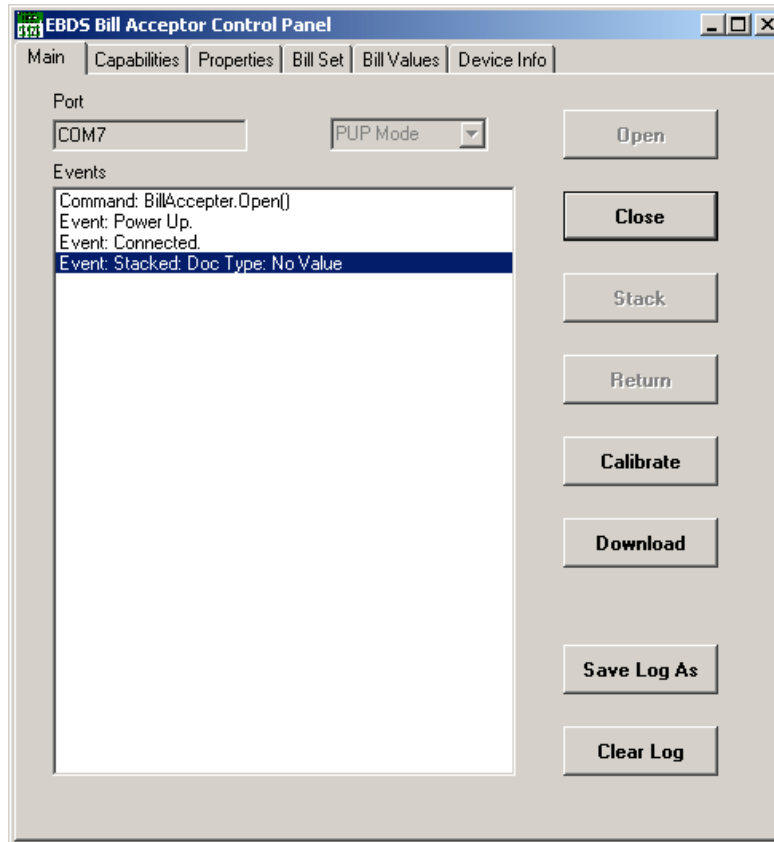 EBDS Bill Acceptor Control Panel
Main Capabilities Properties Bill Set Bill Values Device Info
Port
COM7 PUP Mode Open
Events
Command: BillAccepter.Open()
Event: Power Up.
Event: Connected.
Event: Stacked: Doc Type: No Value
Close
Stack
Return
Calibrate
Download
Save Log As
Clear Log